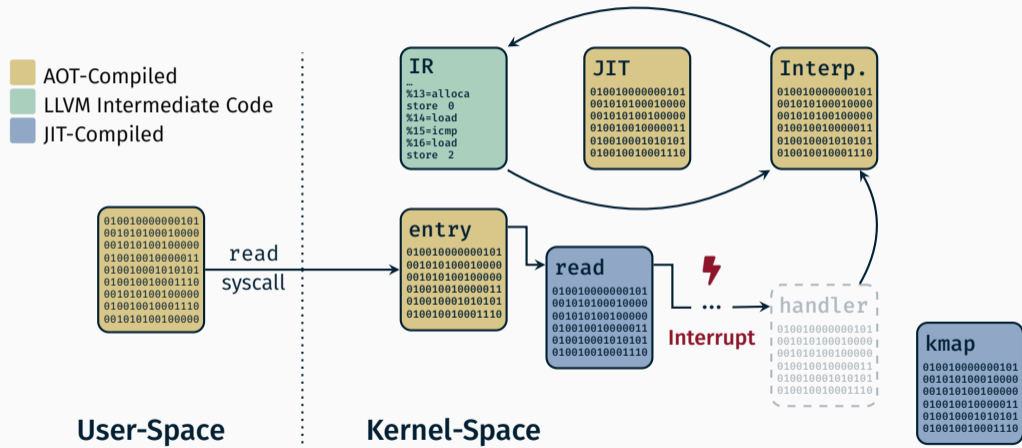 AOT-Compiled
LLVM Intermediate Code
JIT-Compiled
IR
…
%13=alloca
store 0
%14=load
%15=icmp
%16=load
store 2
JIT
010010000000101
001010100010000
001010100100000
010010010000011
010010001010101
010010010001110
Interp.
010010000000101
001010100010000
001010100100000
010010010000011
010010001010101
010010010001110
010010000000101
001010100010000
001010100100000
010010010000011
010010001010101
010010010001110
001010100100000
010010010001110
001010100100000
read
syscall
entry
010010000000101
001010100010000
001010100100000
010010010000011
010010001010101
010010010001110
read
010010000000101
001010100010000
001010100100000
010010010000011
010010001010101
010010010001110
...
Interrupt
handler
010010000000101
001010100010000
001010100100000
010010010000011
010010001010101
010010010001110
kmap
010010000000101
001010100010000
001010100100000
010010010000011
010010001010101
010010010001110
User-Space
Kernel-Space